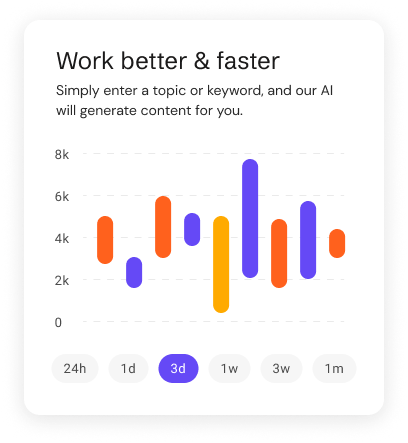 Work better & faster
Simply enter a topic or keyword, and our AI
will generate content for you.
8k
6k
4k
2k
0
24h 1d 3d 1w 3w 1m